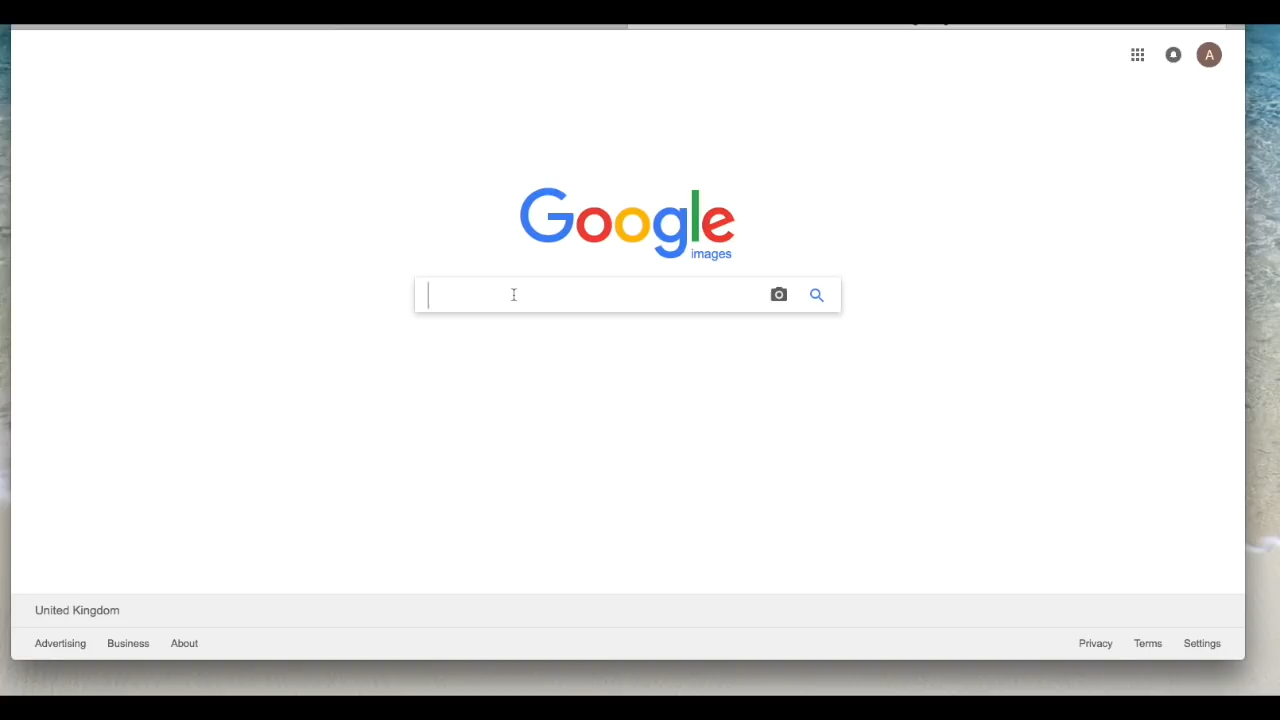 A
Google
images
United Kingdom
Advertising Business About Privacy Terms Settings